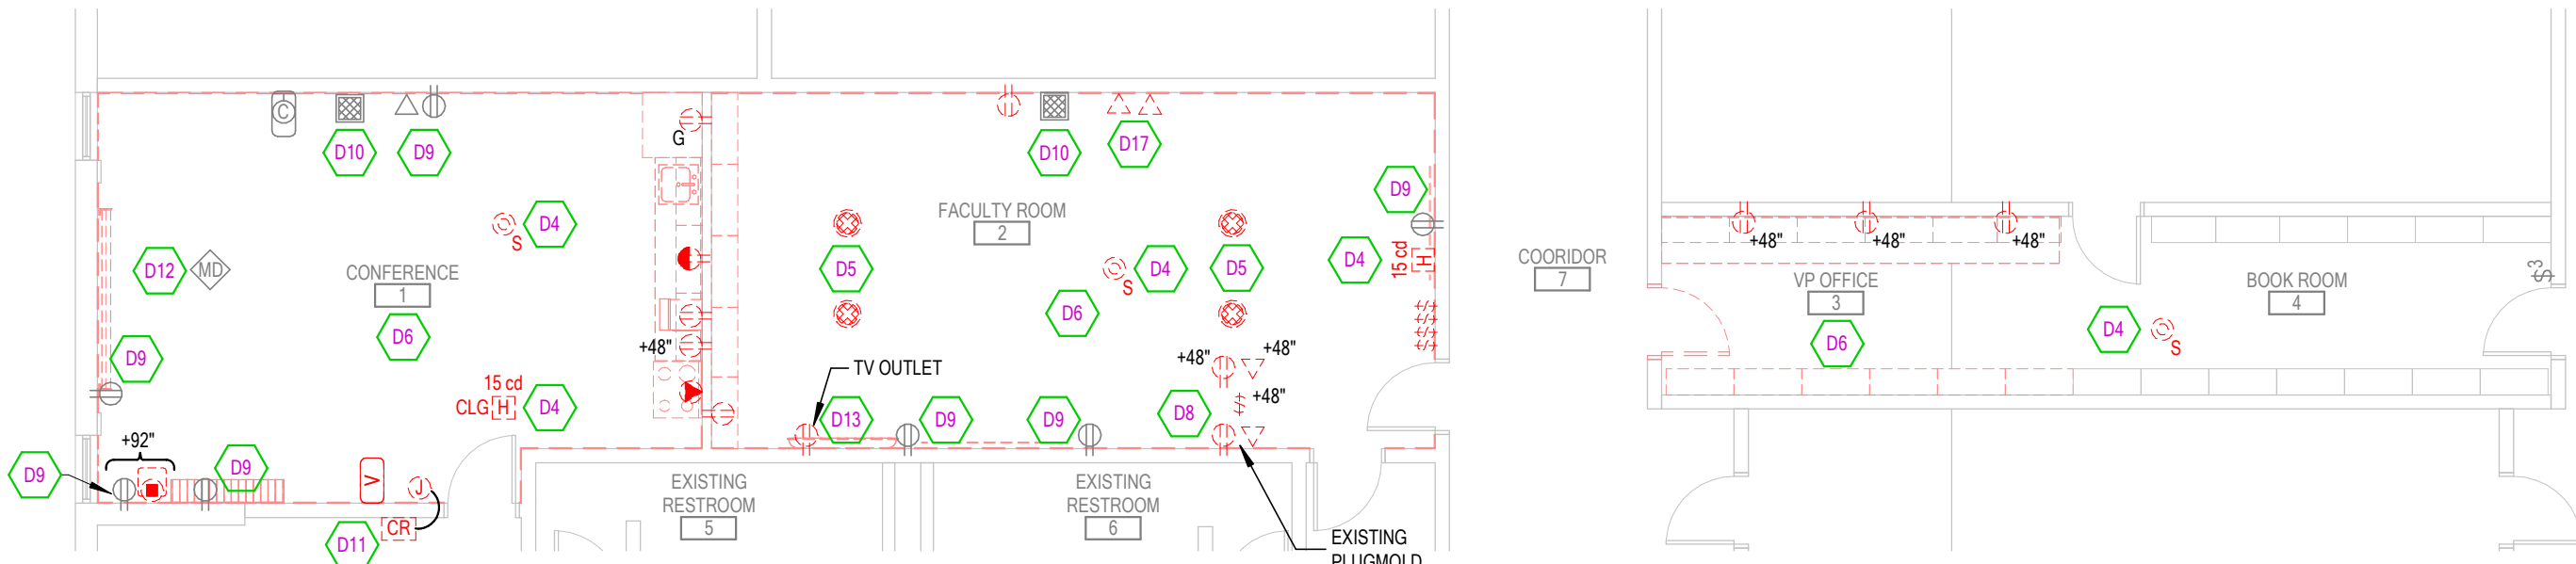 C
D10
D9
G
D4
S
D12
MD
CONFERENCE
1
D6
D9
+48"
15 cd
CLG H
D4
+92"
D9
D9
V
J
CR
D11
D10
D17
D9
FACULTY ROOM
2
D5
D4
S
D5
D4
15 cd
H
D6
TV OUTLET
+48"
+48"
+48"
D13
D9
D9
D8
EXISTING
RESTROOM
5
EXISTING
RESTROOM
6
EXISTING
PLUGMOLD
COORIDOR
7
+48"
+48"
+48"
VP OFFICE
3
D6
BOOK ROOM
4
D4
S
$3